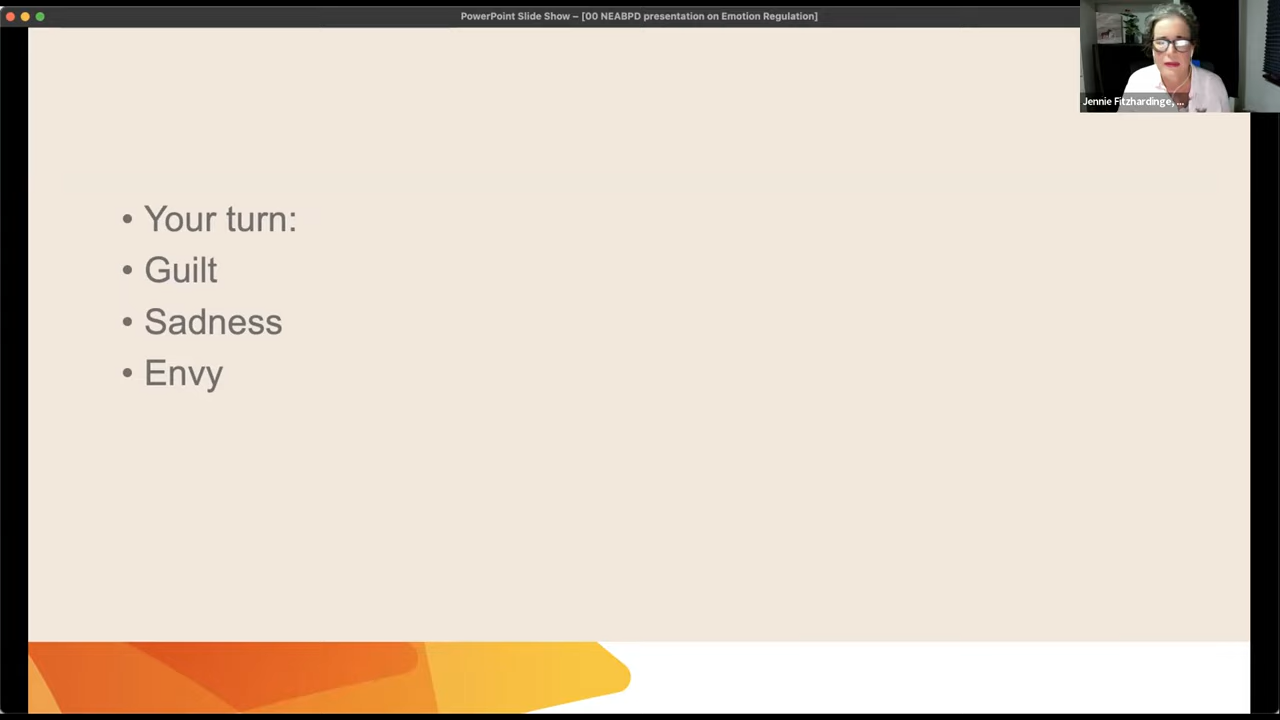 PowerPoint Slide Show – [00 NEABPD presentation on Emotion Regulation]
Jennie Fitzhardinge, ...
• Your turn:
• Guilt
• Sadness
• Envy